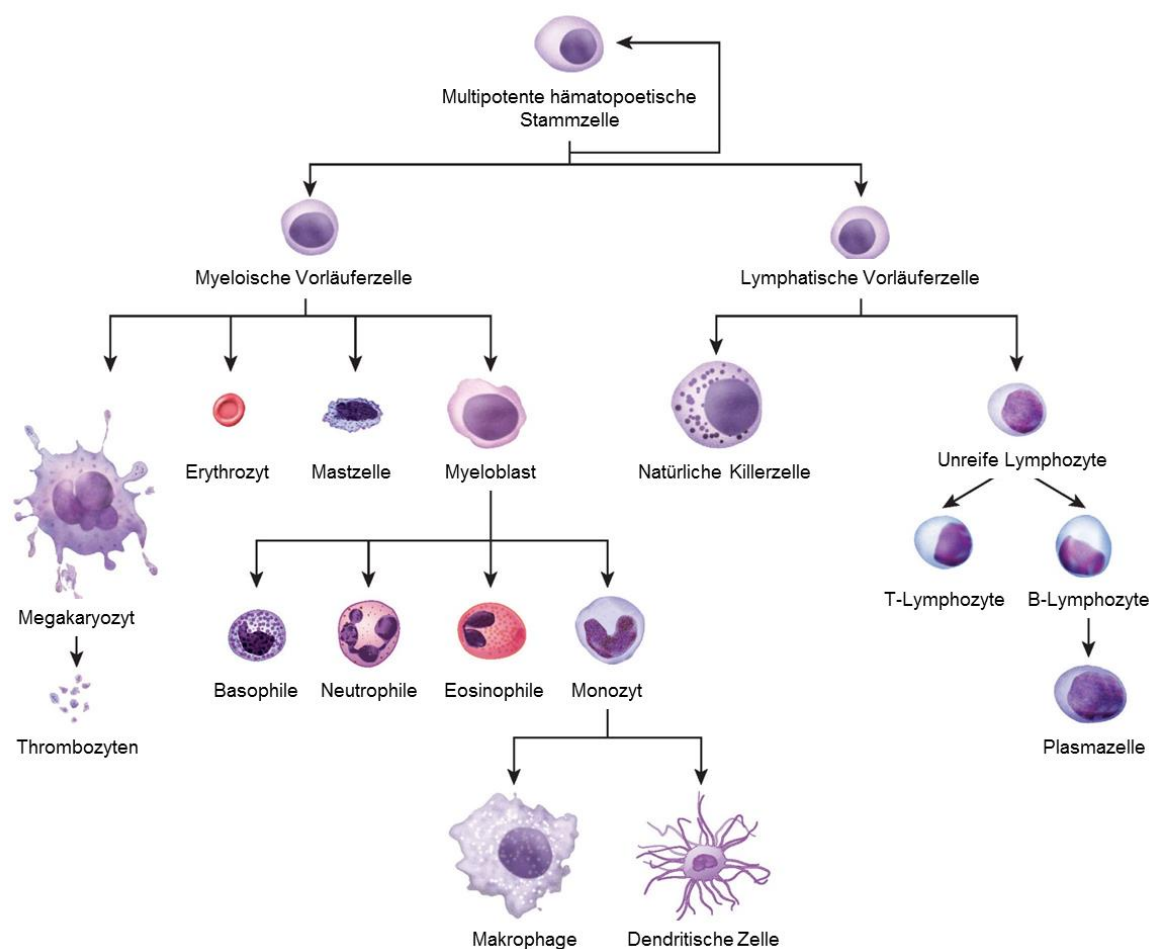 Multipotente hämatopoetische
Stammzelle
Myeloische Vorläuferzelle
Lymphatische Vorläuferzelle
Erythrozyt
Mastzelle
Myeloblast
Natürliche Killerzelle
Unreife Lymphozyte
Megakaryozyt
T-Lymphozyte
B-Lymphozyte
Basophile
Neutrophile
Eosinophile
Monozyt
Thrombozyten
Plasmazelle
Makrophage
Dendritische Zelle